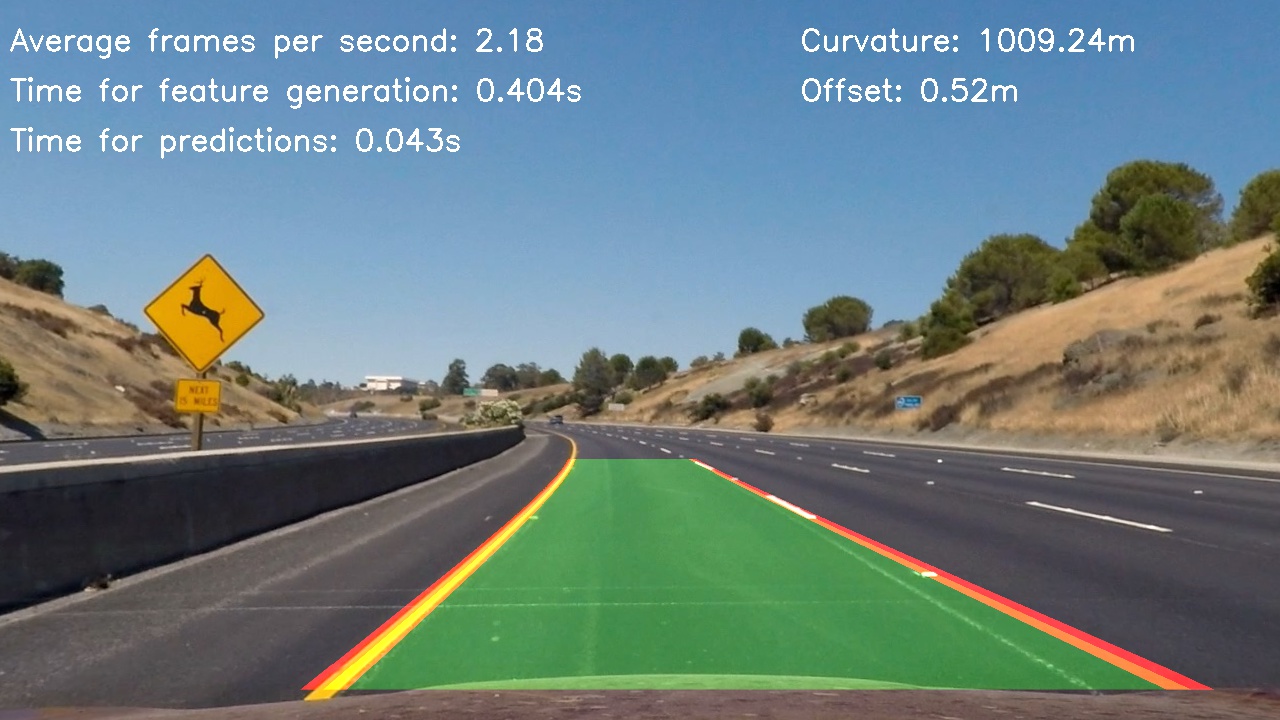 Average frames per second: 2.18
Time for feature generation: 0.404s
Time for predictions: 0.043s
Curvature: 1009.24m
Offset: 0.52m
NEXT
15 MILES